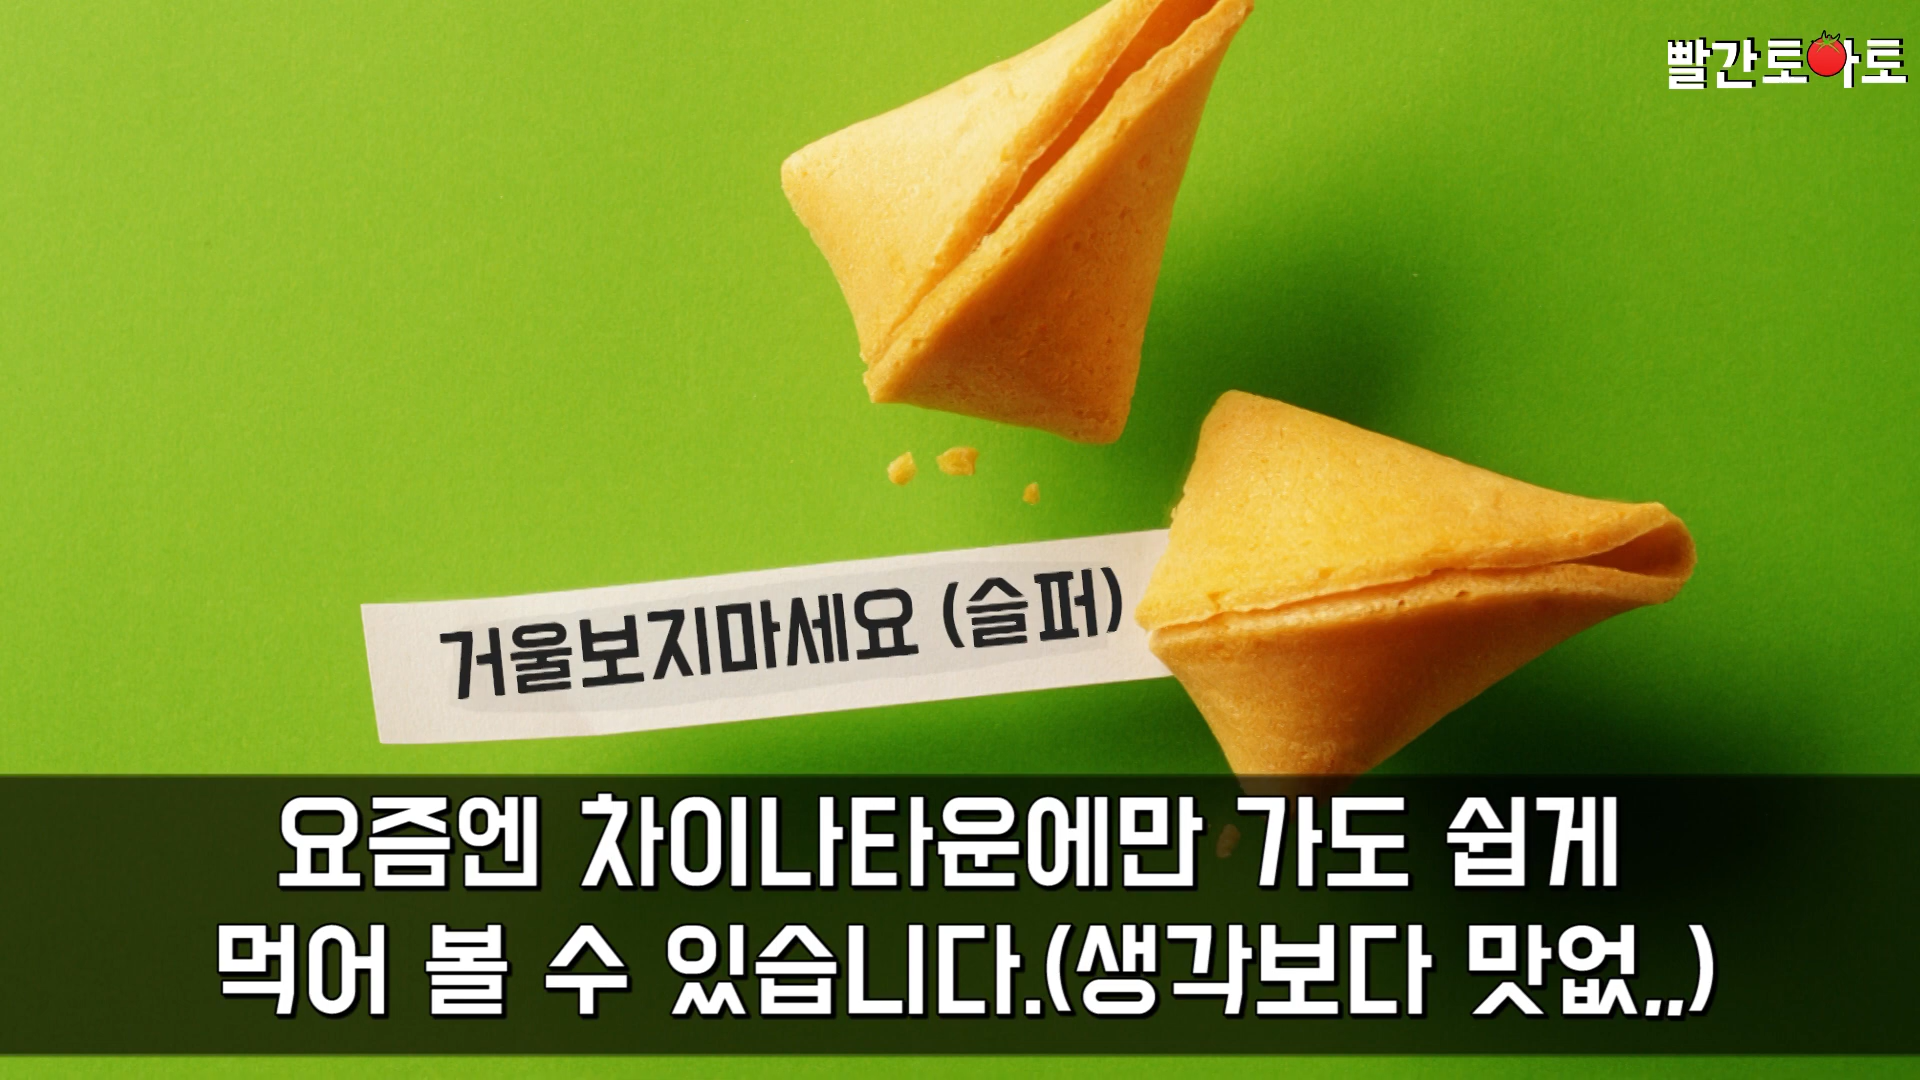 빨간토마토
거울보지마세요 (슬퍼)
요즘엔 차이나타운에만 가도 쉽게
먹어 볼 수 있습니다.(생각보다 맛없..)